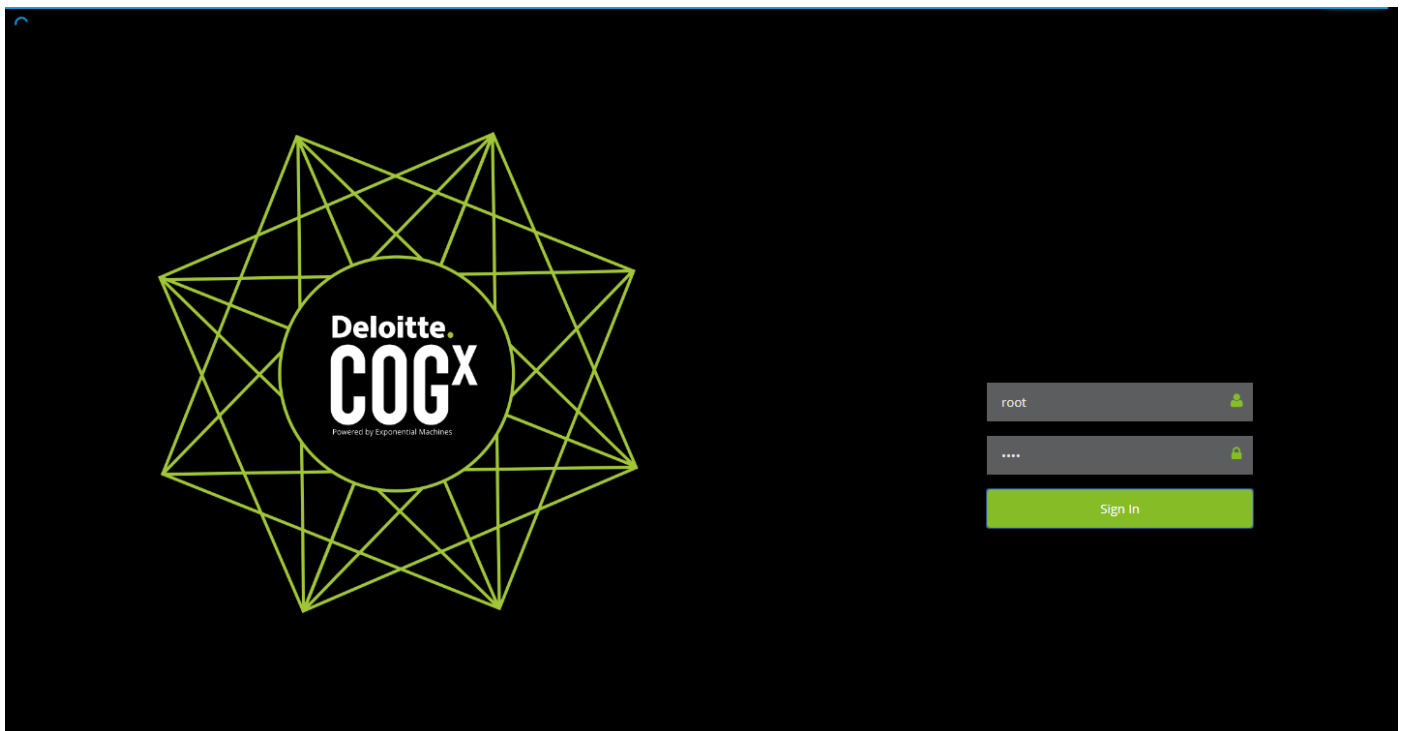 Deloitte.
COGX
Powered by Exponential Machines
root
••••
Sign In